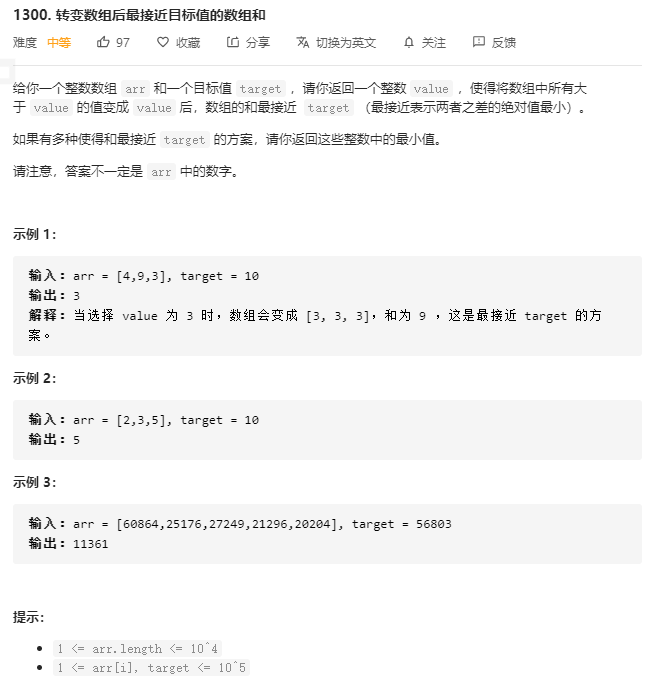 1300. 转变数组后最接近目标值的数组和
难度 中等 97 收藏 分享 切换为英文 关注 反馈
给你一个整数数组 arr 和一个目标值 target ，请你返回一个整数 value ，使得将数组中所有大
于 value 的值变成 value 后，数组的和最接近 target （最接近表示两者之差的绝对值最小）。
如果有多种使得和最接近 target 的方案，请你返回这些整数中的最小值。
请注意，答案不一定是 arr 中的数字。
示例 1：
输入：arr = [4,9,3], target = 10
输出：3
解释：当选择 value 为 3 时，数组会变成 [3, 3, 3]，和为 9 ，这是最接近 target 的方
案。
示例 2：
输入：arr = [2,3,5], target = 10
输出：5
示例 3：
输入：arr = [60864,25176,27249,21296,20204], target = 56803
输出：11361
提示：
• 1 <= arr.length <= 10^4
• 1 <= arr[i], target <= 10^5